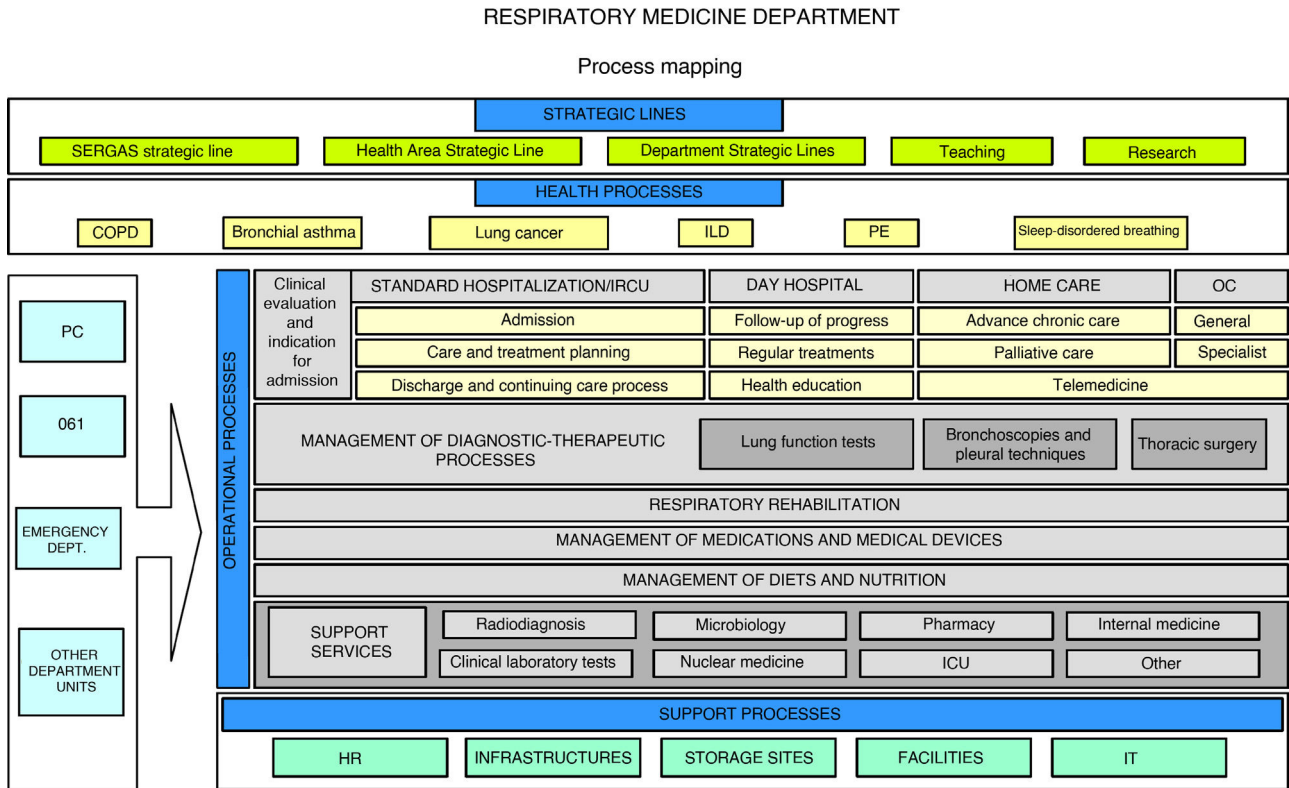 RESPIRATORY MEDICINE DEPARTMENT
Process mapping
STRATEGIC LINES
SERGAS strategic line
Health Area Strategic Line
Department Strategic Lines
Teaching
Research
HEALTH PROCESSES
COPD
Bronchial asthma
Lung cancer
ILD
PE
Sleep-disordered breathing
PC
061
EMERGENCY
DEPT.
OTHER
DEPARTMENT
UNITS
OPERATIONAL PROCESSES
Clinical
evaluation
and
indication
for
admission
STANDARD HOSPITALIZATION/IRCU
Admission
Care and treatment planning
Discharge and continuing care process
DAY HOSPITAL
Follow-up of progress
Regular treatments
Health education
HOME CARE
Advance chronic care
Palliative care
OC
General
Specialist
Telemedicine
MANAGEMENT OF DIAGNOSTIC-THERAPEUTIC
PROCESSES
Lung function tests
Bronchoscopies and
pleural techniques
Thoracic surgery
RESPIRATORY REHABILITATION
MANAGEMENT OF MEDICATIONS AND MEDICAL DEVICES
MANAGEMENT OF DIETS AND NUTRITION
SUPPORT
SERVICES
Radiodiagnosis
Microbiology
Pharmacy
Internal medicine
Clinical laboratory tests
Nuclear medicine
ICU
Other
SUPPORT PROCESSES
HR
INFRASTRUCTURES
STORAGE SITES
FACILITIES
IT